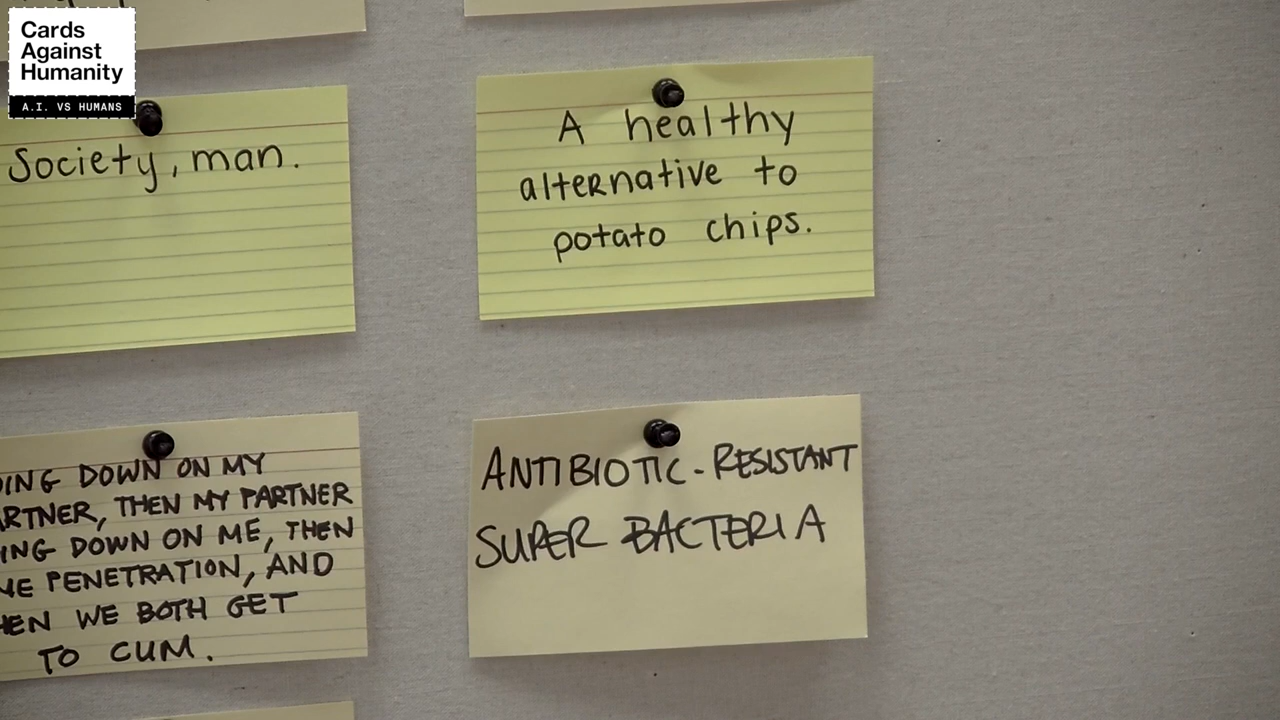 Cards
Against
Humanity
A.I. VS HUMANS
Society, man.
A healthy
alternative to
potato chips.
DOWN ON MY
THEN MY PARTNER
DOWN ON ME, THEN
PENETRATION, AND
WE BOTH GET
TO CUM.
ANTIBIOTIC-RESISTANT
SUPER BACTERIA